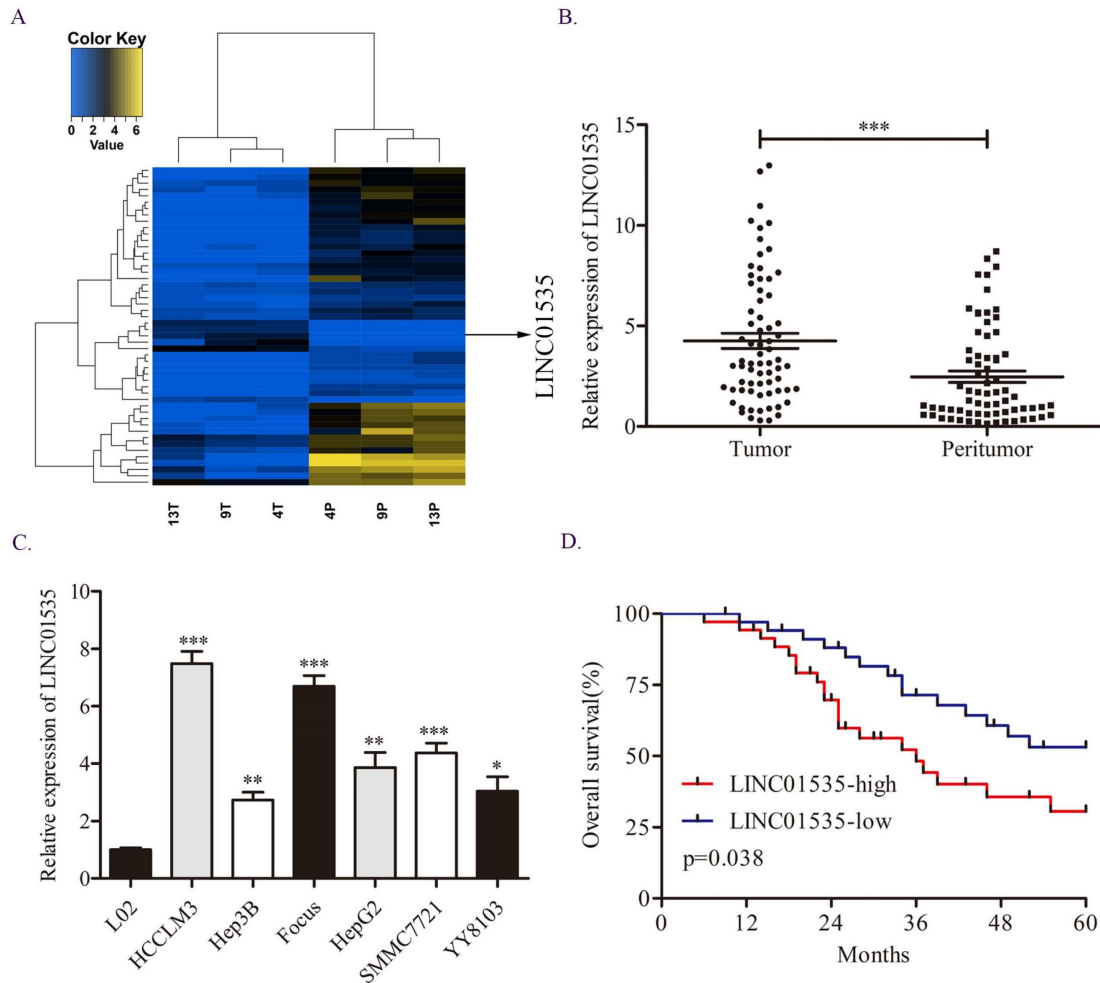 A
Color Key
0 2 4 6
Value
LINC01535
13T 9T 4T 4P 9P 13P
B.
Relative expression of LINC01535
15
10
5
0
***
Tumor Peritumor
C.
Relative expression of LINC01535
10
8
6
4
2
0
*** ** *** ** *** *
L02 HCCLM3 Hep3B Focus HepG2 SMMC7721 YY8103
D.
Overall survival(%)
100
75
50
25
0
LINC01535-high
LINC01535-low
p=0.038
0 12 24 36 48 60
Months